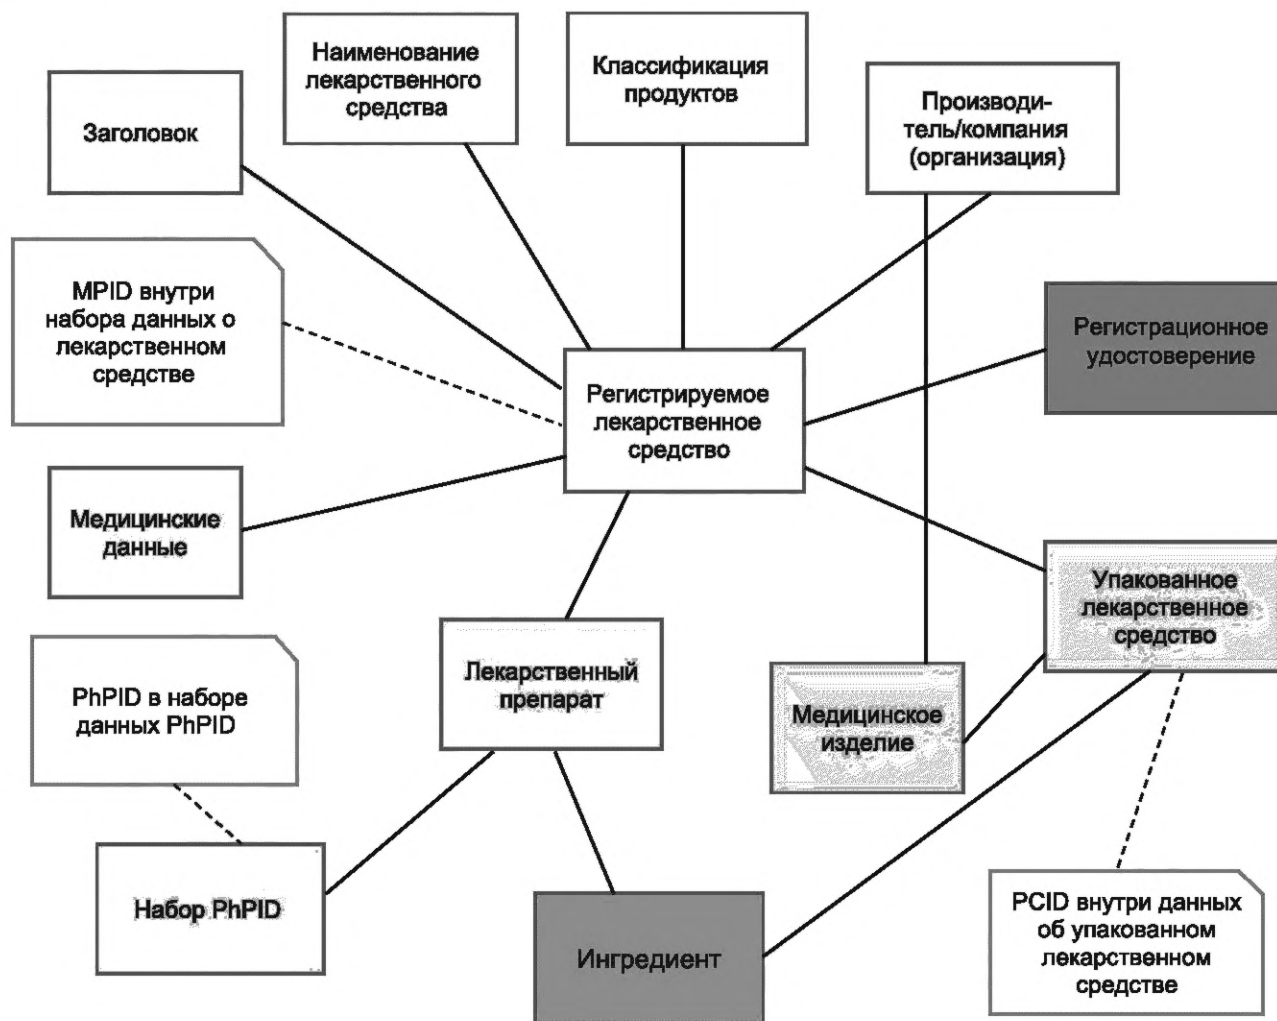 Наименование
лекарственного
средства
Классификация
продуктов
Производи-
тель/компания
(организация)
Заголовок
MPID внутри
набора данных о
лекарственном
средстве
Регистрационное
удостоверение
Регистрируемое
лекарственное
средство
Медицинские
данные
Упакованное
лекарственное
средство
PhPID в наборе
данных PhPID
Лекарственный
препарат
Медицинское
изделие
Набор PhPID
Ингредиент
PCID внутри данных
об упакованном
лекарственном
средстве